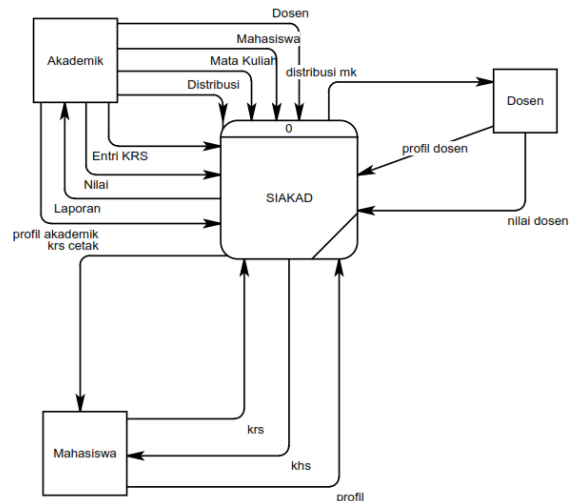 Dosen
Mahasiswa
Mata Kuliah
Distribusi
distribusi mk
Akademik
Dosen
0
Entri KRS
Nilai
Laporan
profil akademik
krs cetak
SIAKAD
profil dosen
nilai dosen
Mahasiswa
krs
khs
profil